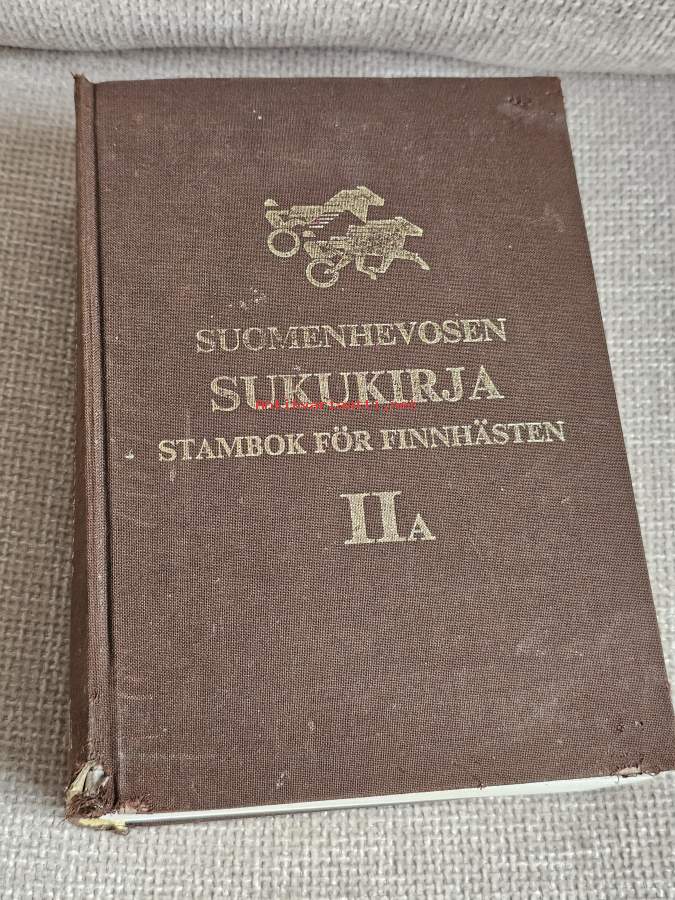 SUOMENHEVOSEN
SUKUKIRJA
STAMBOK FÖR FINNHÄSTEN
IIA